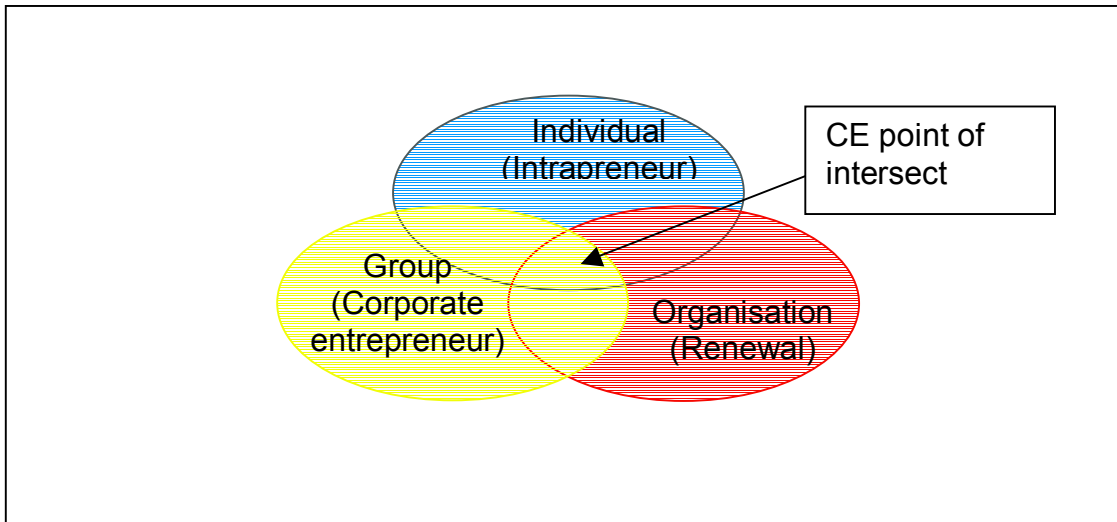 Individual
(Intrapreneur)
CE point of
intersect
Group
(Corporate
entrepreneur)
Organisation
(Renewal)